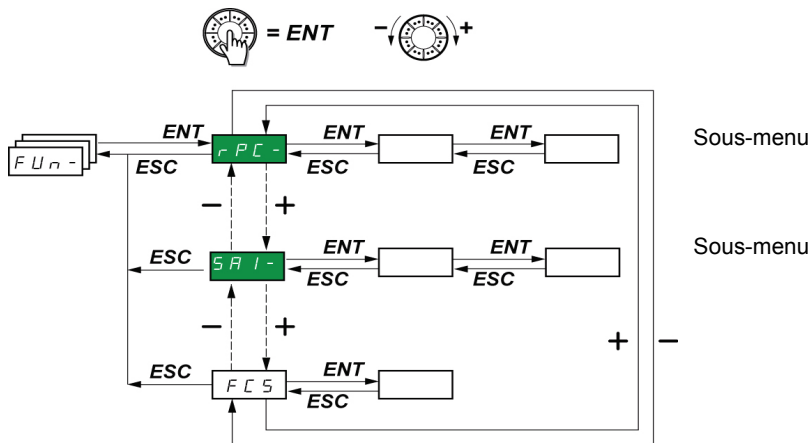 = ENT
− +
ENT ENT ENT
FUn-
rPC-
Sous-menu
ESC ESC ESC
− +
ESC ENT ENT
SAI-
Sous-menu
ESC ESC
− +
+ −
ESC ENT
FCS
ESC